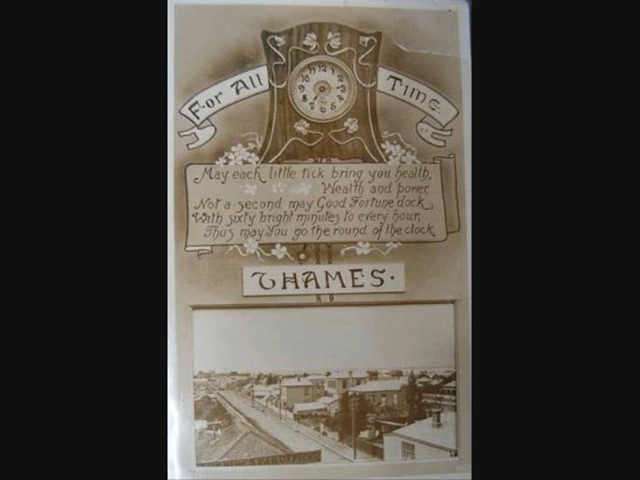 For All Time.
May each little tick bring you health,
Wealth and power,
Not a second may Good Fortune dock,
With sixty bright minutes to every hour,
Thus may You go the round of the clock
THAMES.